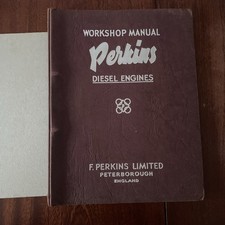 WORKSHOP MANUAL
Perkins
DIESEL ENGINES
F. PERKINS LIMITED
PETERBOROUGH
ENGLAND